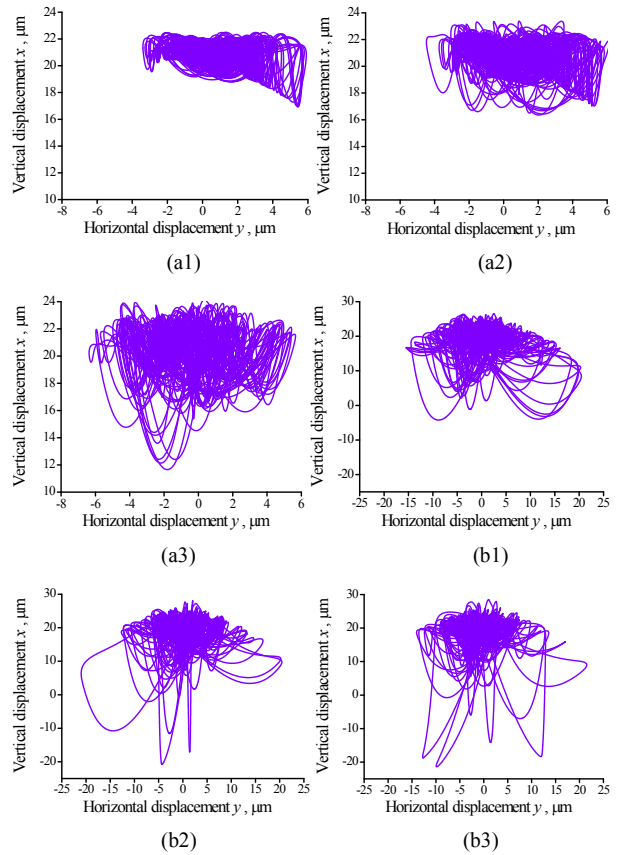 24
22
20
18
16
14
12
10
Vertical displacement x , μm
-8 -6 -4 -2 0 2 4 6
Horizontal displacement y , μm
(a1)
24
22
20
18
16
14
12
10
Vertical displacement x , μm
-8 -6 -4 -2 0 2 4 6
Horizontal displacement y , μm
(a2)
24
22
20
18
16
14
12
10
Vertical displacement x , μm
-8 -6 -4 -2 0 2 4 6
Horizontal displacement y , μm
(a3)
30
20
10
0
-10
-20
Vertical displacement x , μm
-25 -20 -15 -10 -5 0 5 10 15 20 25
Horizontal displacement y , μm
(b1)
30
20
10
0
-10
-20
Vertical displacement x , μm
-25 -20 -15 -10 -5 0 5 10 15 20 25
Horizontal displacement y , μm
(b2)
30
20
10
0
-10
-20
Vertical displacement x , μm
-25 -20 -15 -10 -5 0 5 10 15 20 25
Horizontal displacement y , μm
(b3)